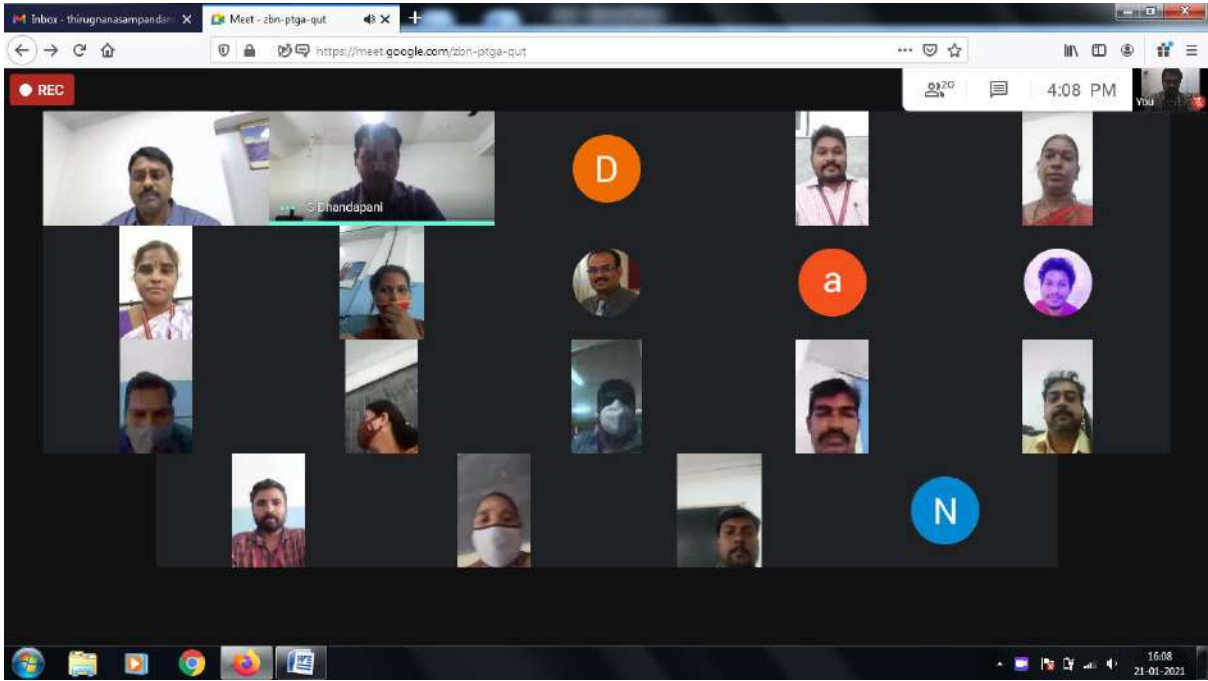 Inbox - thirugnanasampandan
Meet - zbn-ptga-qut
https://meet.google.com/zbn-ptga-qut
REC
20
4:08 PM
You
S Dhandapani
D
a
N
16:08
21-01-2021